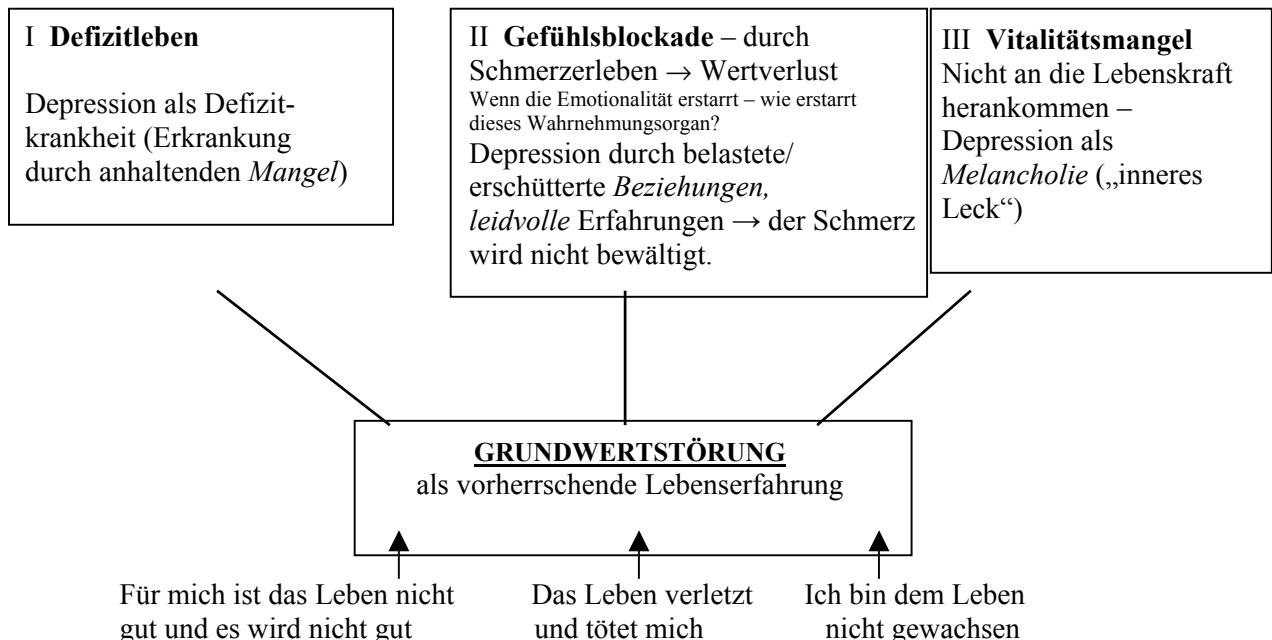 I Defizitleben
Depression als Defizit-
krankheit (Erkrankung
durch anhaltenden Mangel)
II Gefühlsblockade – durch
Schmerzerleben → Wertverlust
Wenn die Emotionalität erstarrt – wie erstarrt
dieses Wahrnehmungsorgan?
Depression durch belastete/
erschütterte Beziehungen,
leidvolle Erfahrungen → der Schmerz
wird nicht bewältigt.
III Vitalitätsmangel
Nicht an die Lebenskraft
herankommen –
Depression als
Melancholie („inneres
Leck“)
GRUNDWERTSTÖRUNG
als vorherrschende Lebenserfahrung
Für mich ist das Leben nicht
gut und es wird nicht gut
Das Leben verletzt
und tötet mich
Ich bin dem Leben
nicht gewachsen